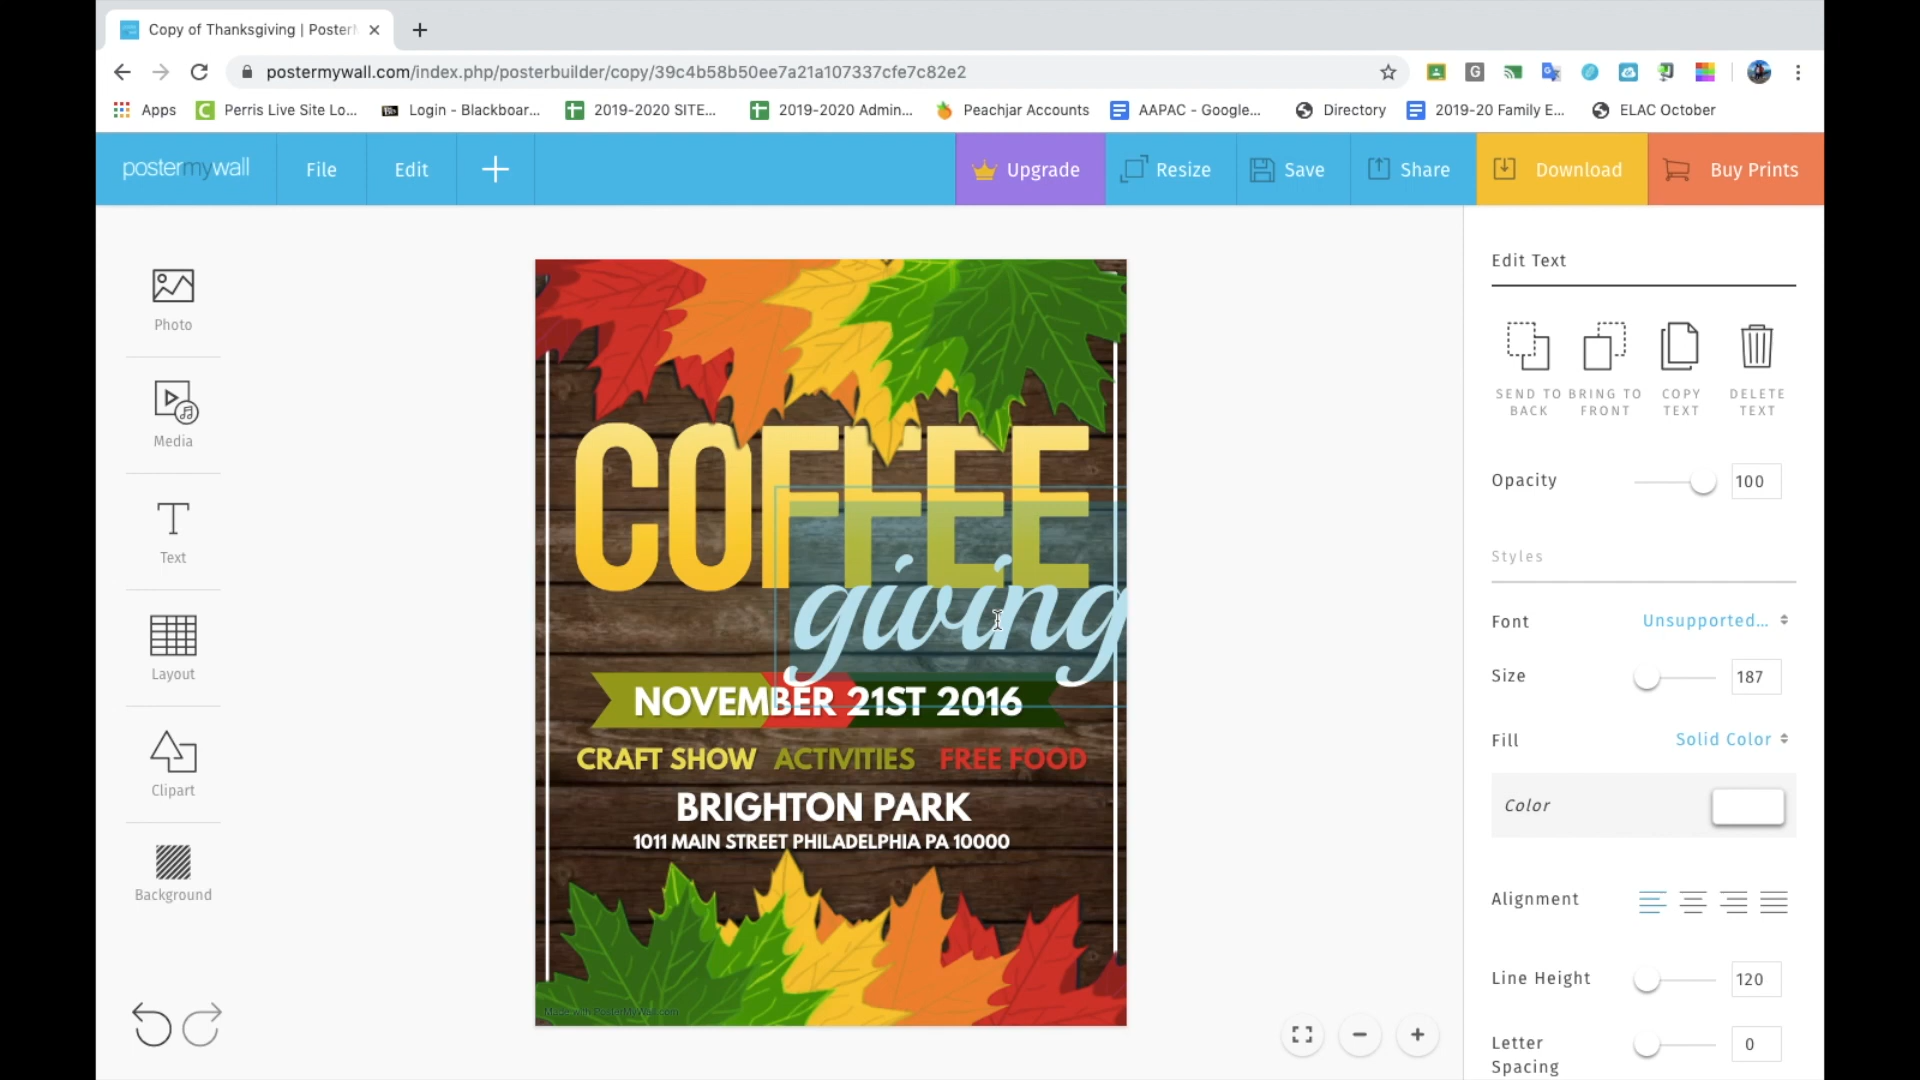 Copy of Thanksgiving | Poster
postermywall.com/index.php/posterbuilder/copy/39c4b58b50ee7a21a107337cfe7c82e2
Apps
Perris Live Site Lo...
Login - Blackboar...
2019-2020 SITE...
2019-2020 Admin...
Peachjar Accounts
AAPAC - Google...
Directory
2019-20 Family E...
ELAC October
postermywall
File
Edit
Upgrade
Resize
Save
Share
Download
Buy Prints
Photo
Media
Text
Layout
Clipart
Background
COFFEE
giving
NOVEMBER 21ST 2016
CRAFT SHOW ACTIVITIES FREE FOOD
BRIGHTON PARK
1011 MAIN STREET PHILADELPHIA PA 10000
Made with PosterMyWall.com
Edit Text
SEND TO BACK
BRING TO FRONT
COPY TEXT
DELETE TEXT
Opacity 100
Styles
Font Unsupported...
Size 187
Fill Solid Color
Color
Alignment
Line Height 120
Letter Spacing 0